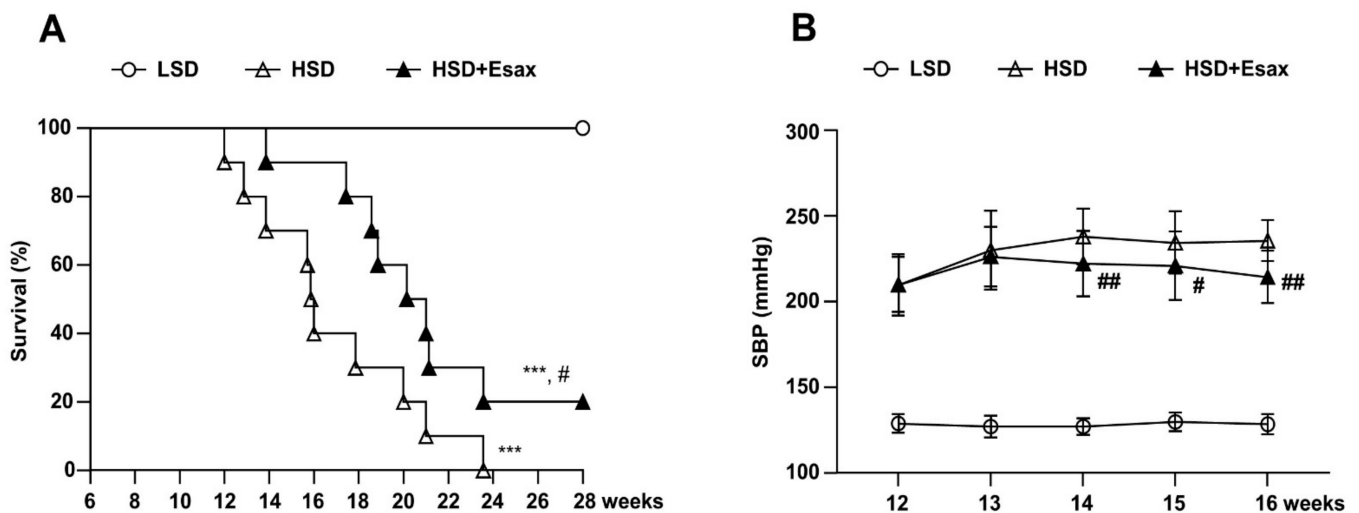 A
LSD HSD HSD+Esax
Survival (%)
100
80
60
40
20
0
***, #
***
6 8 10 12 14 16 18 20 22 24 26 28 weeks
B
LSD HSD HSD+Esax
SBP (mmHg)
300
250
200
150
100
## # ##
12 13 14 15 16 weeks